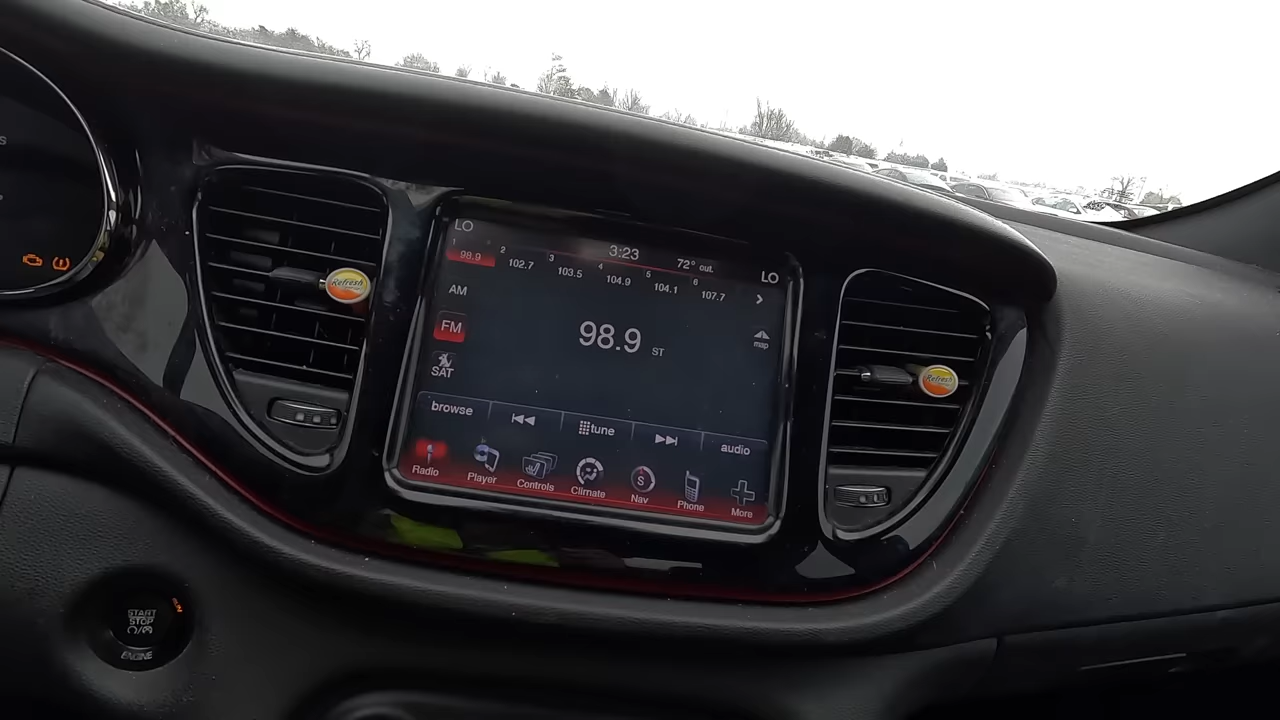 LO
3:23
72° out.
LO
1
98.9
2
102.7
3
103.5
4
104.9
5
104.1
6
107.7
AM
FM
SAT
98.9 ST
map
browse
tune
audio
Radio
Player
Controls
Climate
S
Nav
Phone
More
Refresh
Refresh
START
STOP
ENGINE
RUN